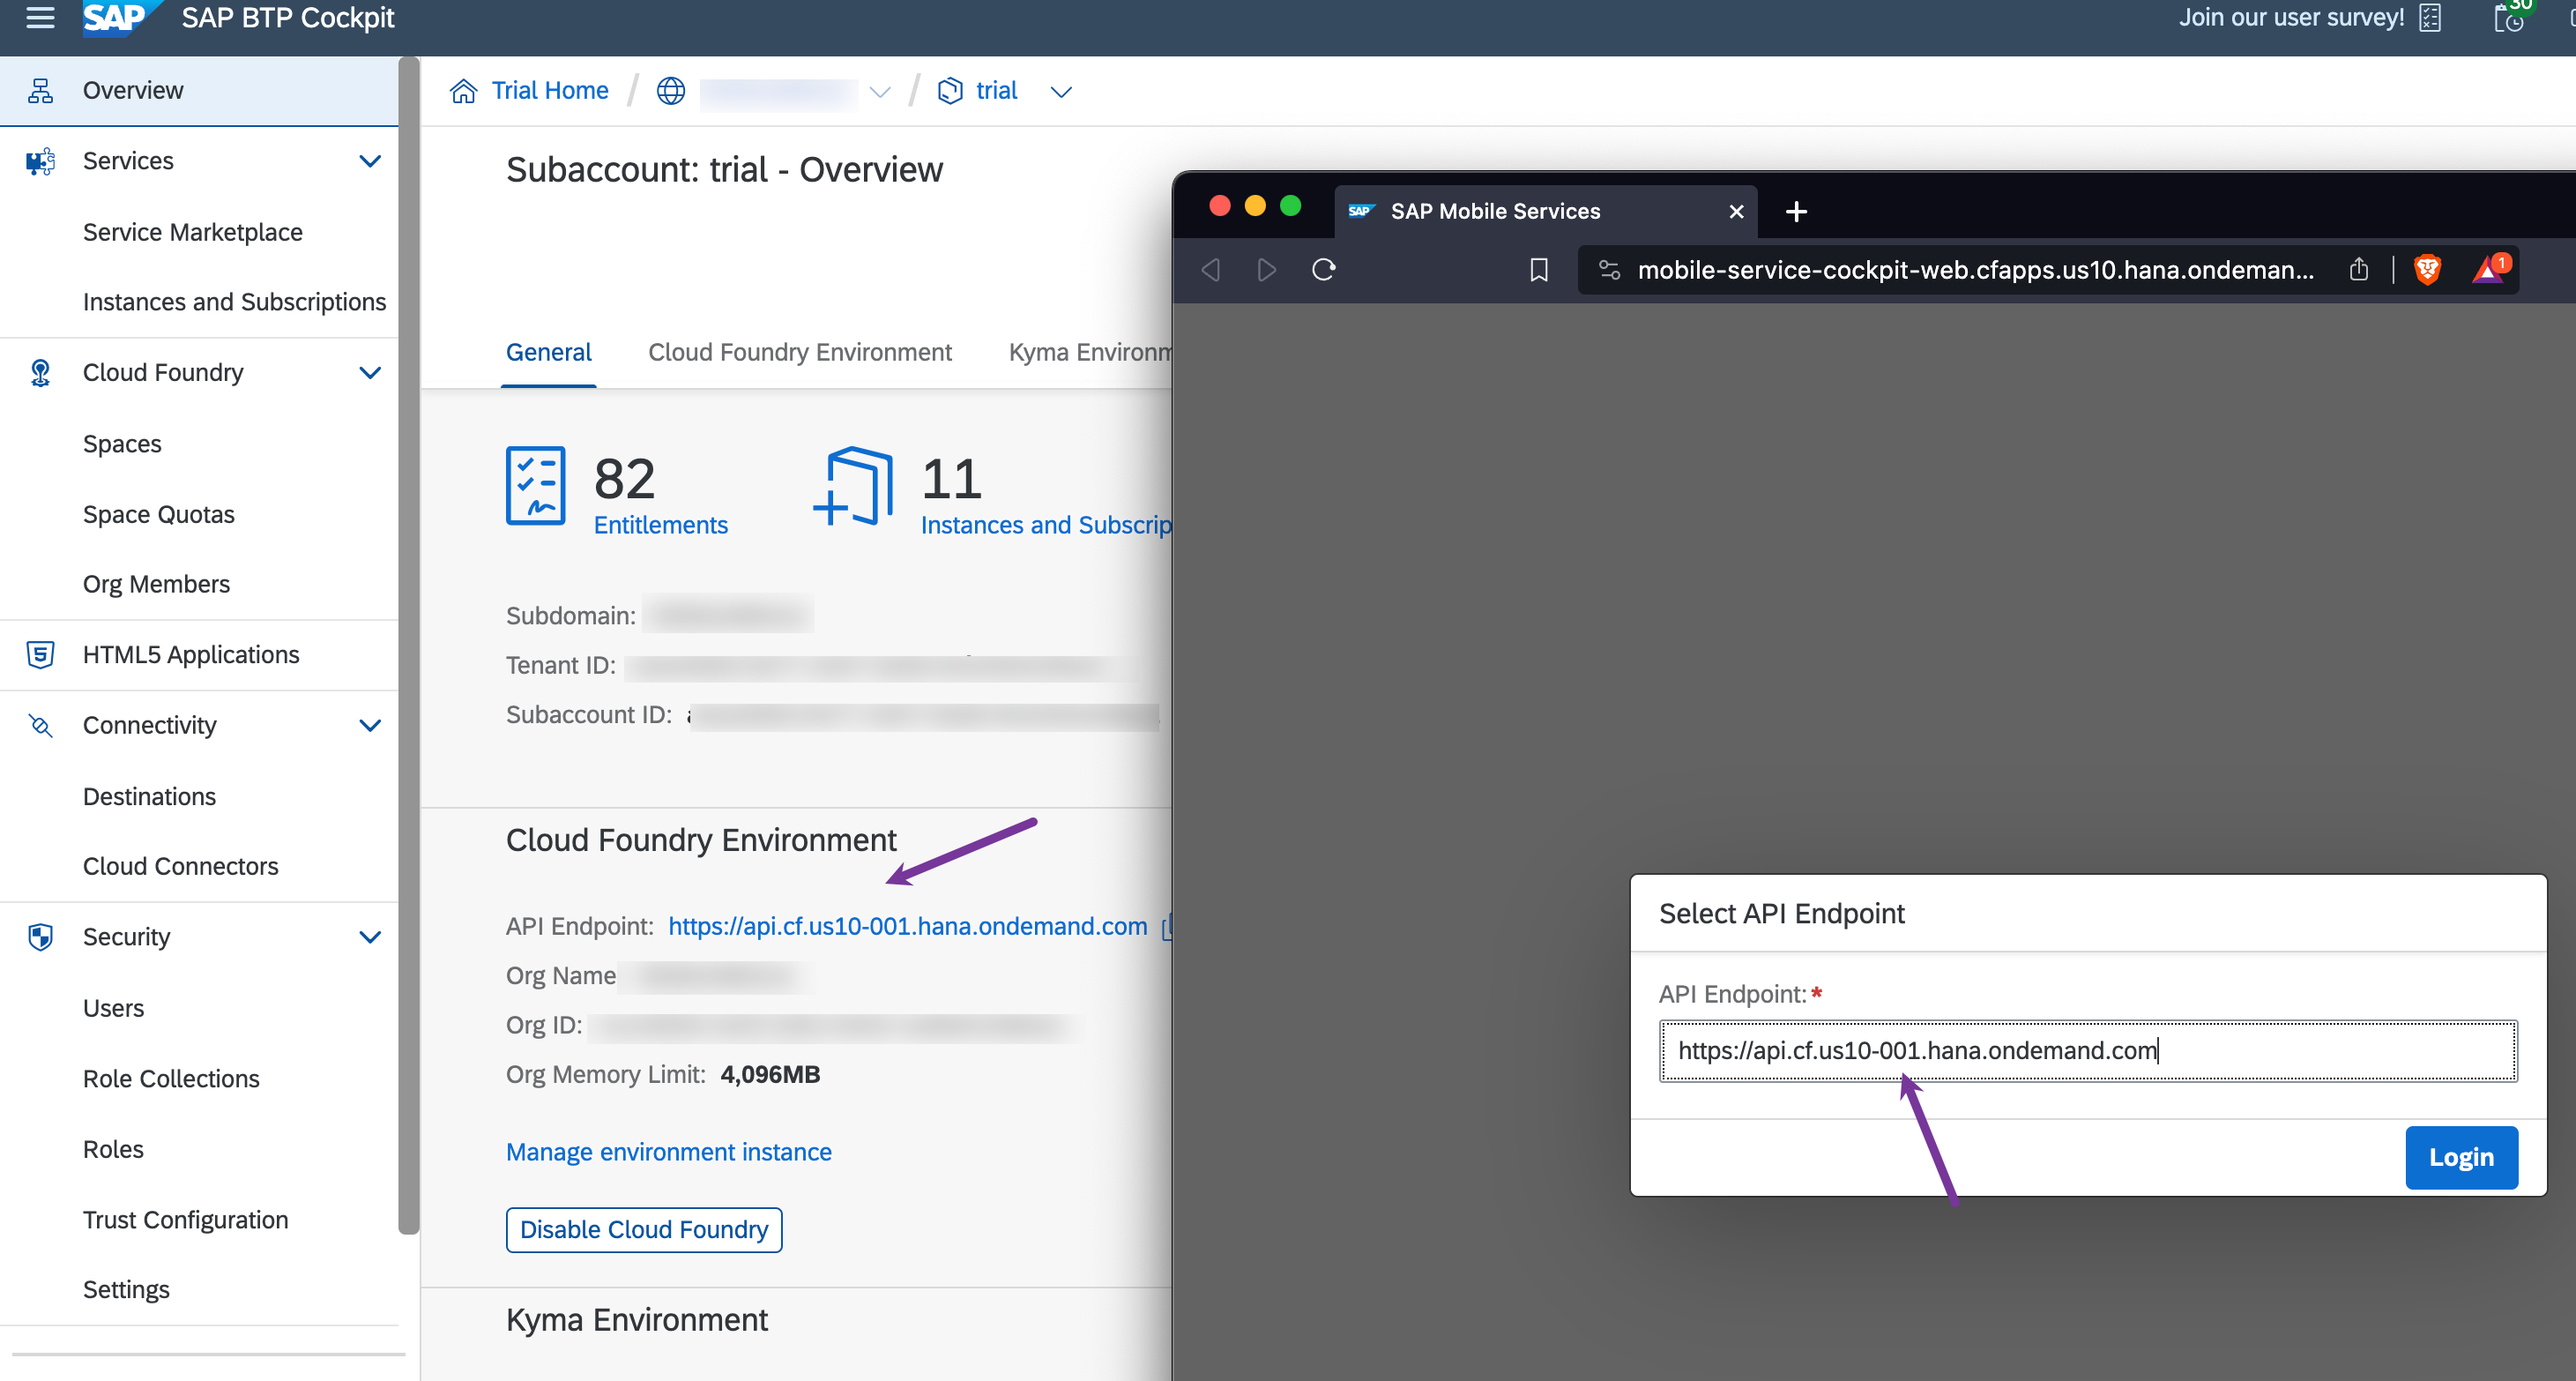 SAP SAP BTP Cockpit
Join our user survey!
30
Overview
Services
Service Marketplace
Instances and Subscriptions
Cloud Foundry
Spaces
Space Quotas
Org Members
HTML5 Applications
Connectivity
Destinations
Cloud Connectors
Security
Users
Role Collections
Roles
Trust Configuration
Settings
Trial Home / / trial
Subaccount: trial - Overview
General Cloud Foundry Environment Kyma Environm
82
Entitlements
11
Instances and Subscrip
Subdomain:
Tenant ID:
Subaccount ID:
Cloud Foundry Environment
API Endpoint: https://api.cf.us10-001.hana.ondemand.com
Org Name
Org ID:
Org Memory Limit: 4,096MB
Manage environment instance
Disable Cloud Foundry
Kyma Environment
SAP SAP Mobile Services
mobile-service-cockpit-web.cfapps.us10.hana.ondeman...
1
Select API Endpoint
API Endpoint:*
https://api.cf.us10-001.hana.ondemand.com
Login